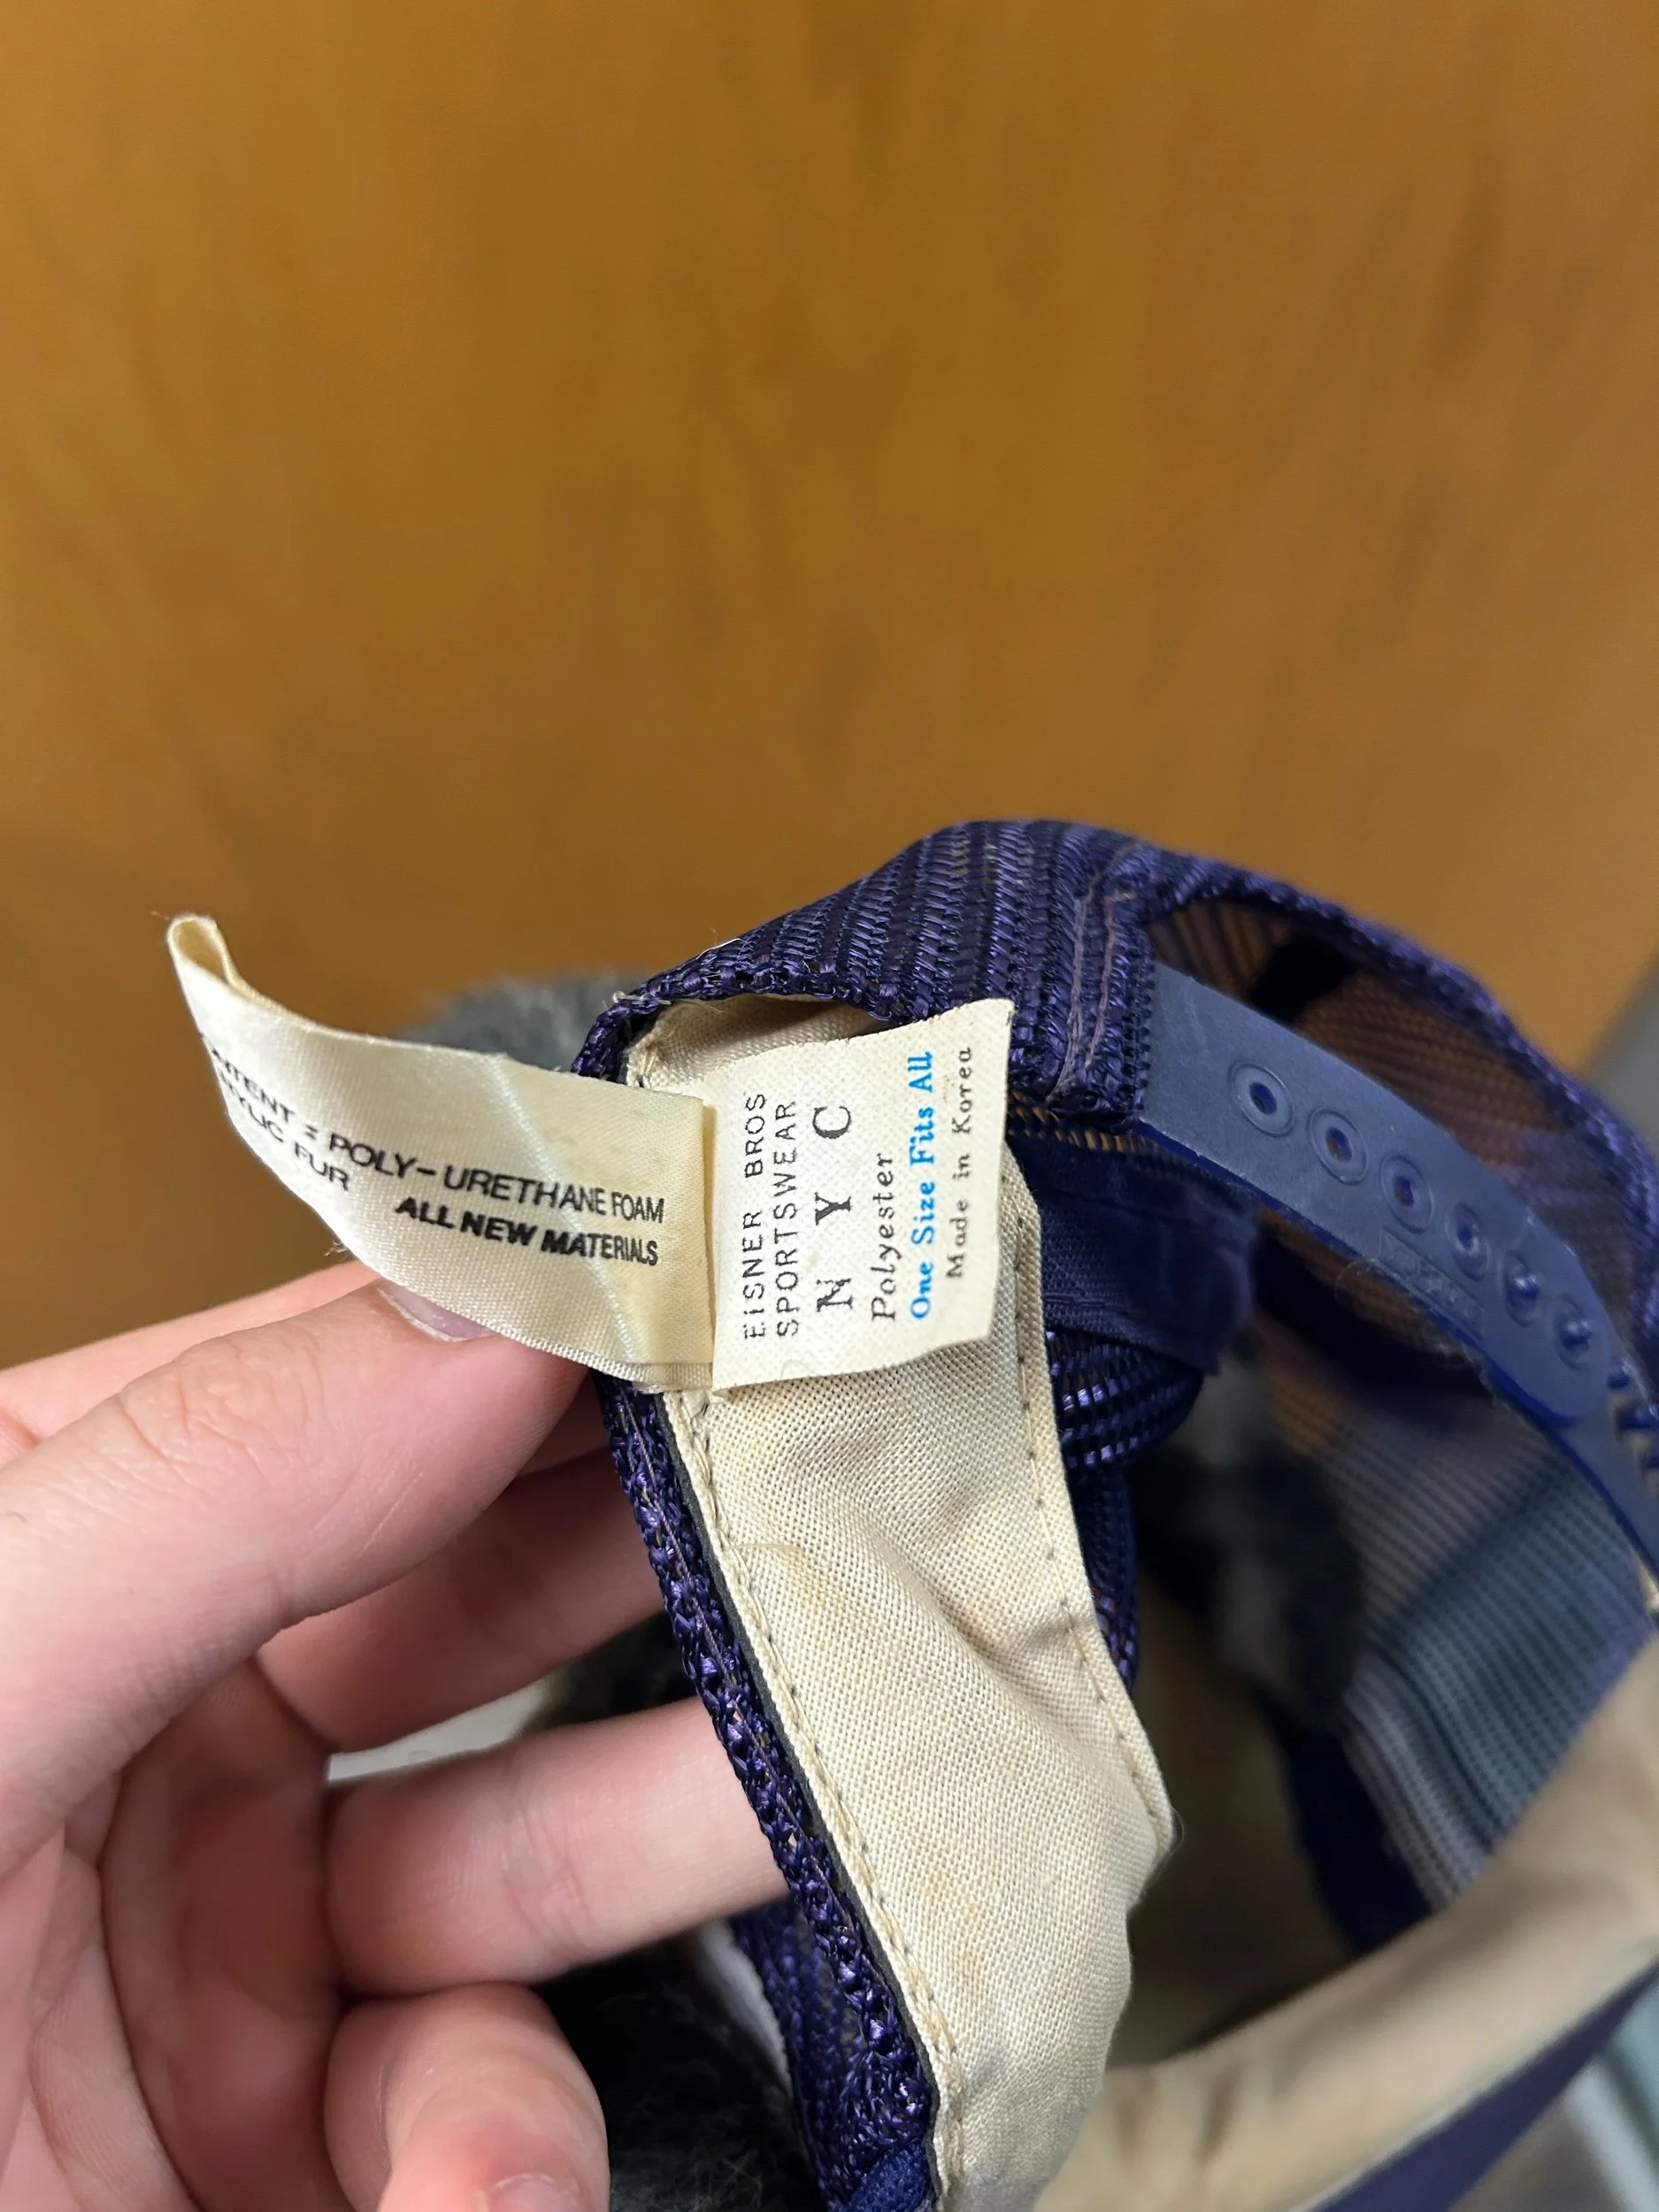 = POLY-URETHANE FOAM
FUR
ALL NEW MATERIALS
EiSNER BROS
SPORTSWEAR
N Y C
Polyester
One Size Fits All
Made in Korea